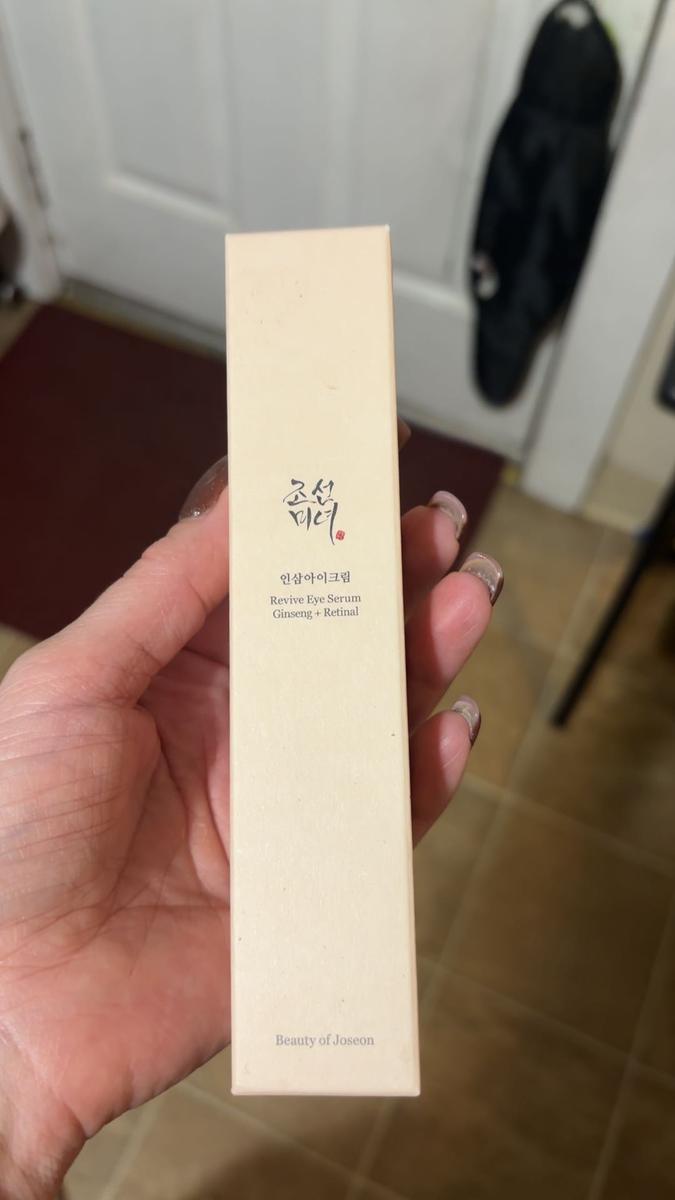 조선
미녀
인삼아이크림
Revive Eye Serum
Ginseng + Retinal
Beauty of Joseon